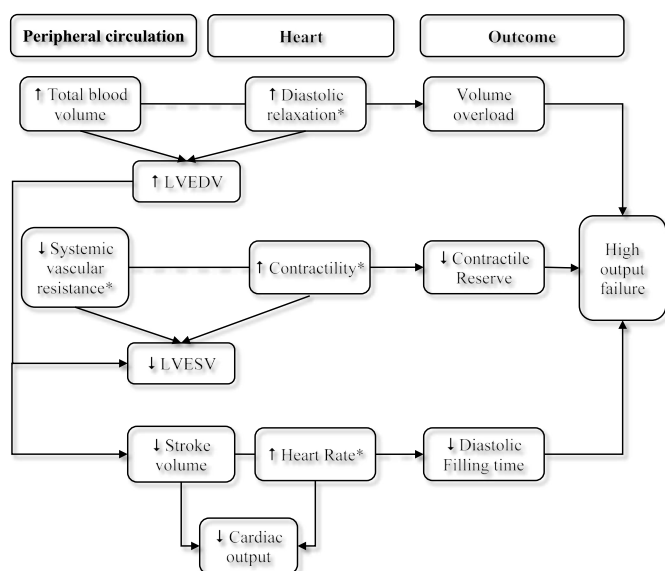 Peripheral circulation
Heart
Outcome
↑ Total blood
volume
↑ Diastolic
relaxation*
Volume
overload
↑ LVEDV
↓ Systemic
vascular
resistance*
↑ Contractility*
↓ Contractile
Reserve
High
output
failure
↓ LVESV
↓ Stroke
volume
↑ Heart Rate*
↓ Diastolic
Filling time
↓ Cardiac
output